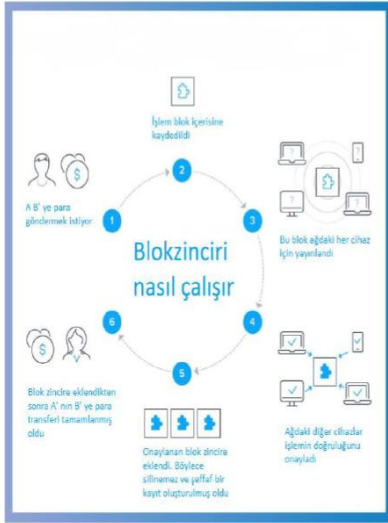 İşlem blok içerisine
kaydedildi
2
A B' ye para
göndermek istiyor
1
3
Bu blok ağdaki her cihaz
için yayınlandı
Blokzinciri
nasıl çalışır
6
4
5
Blok zincire eklendikten
sonra A' nın B' ye para
transferi tamamlanmış
oldu
Onaylanan blok zincire
eklendi. Böylece
silinemez ve şeffaf bir
kayıt oluşturulmuş oldu
Ağdaki diğer cihazlar
işlemin doğruluğunu
onayladı